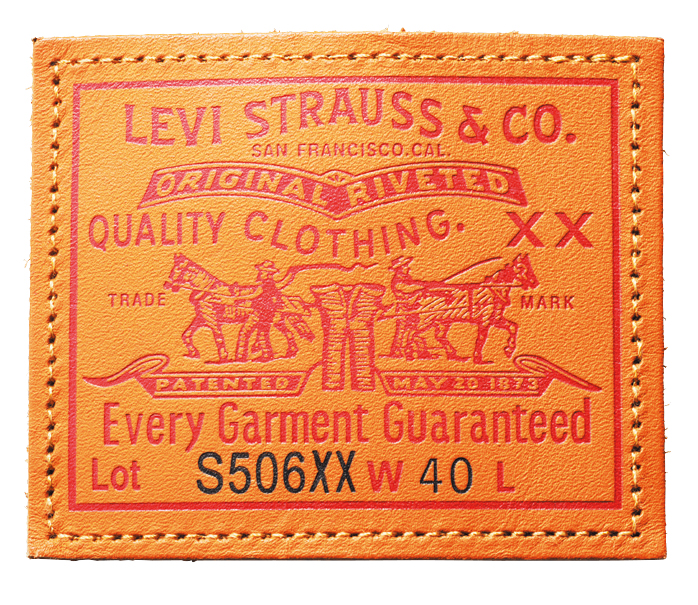 LEVI STRAUSS & CO.
SAN FRANCISCO.CAL.
ORIGINAL RIVETED
QUALITY CLOTHING. XX
TRADE MARK
PATENTED MAY 20 1873
Every Garment Guaranteed
Lot S506XX W 40 L